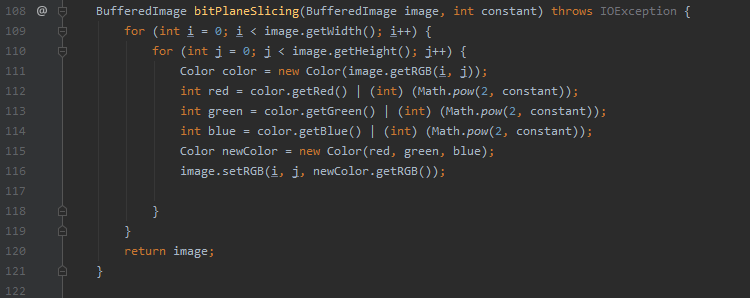 108 @ BufferedImage bitPlaneSlicing(BufferedImage image, int constant) throws IOException {
109 for (int i = 0; i < image.getWidth(); i++) {
110 for (int j = 0; j < image.getHeight(); j++) {
111 Color color = new Color(image.getRGB(i, j));
112 int red = color.getRed() | (int) (Math.pow(2, constant));
113 int green = color.getGreen() | (int) (Math.pow(2, constant));
114 int blue = color.getBlue() | (int) (Math.pow(2, constant));
115 Color newColor = new Color(red, green, blue);
116 image.setRGB(i, j, newColor.getRGB());
117
118 }
119 }
120 return image;
121 }
122